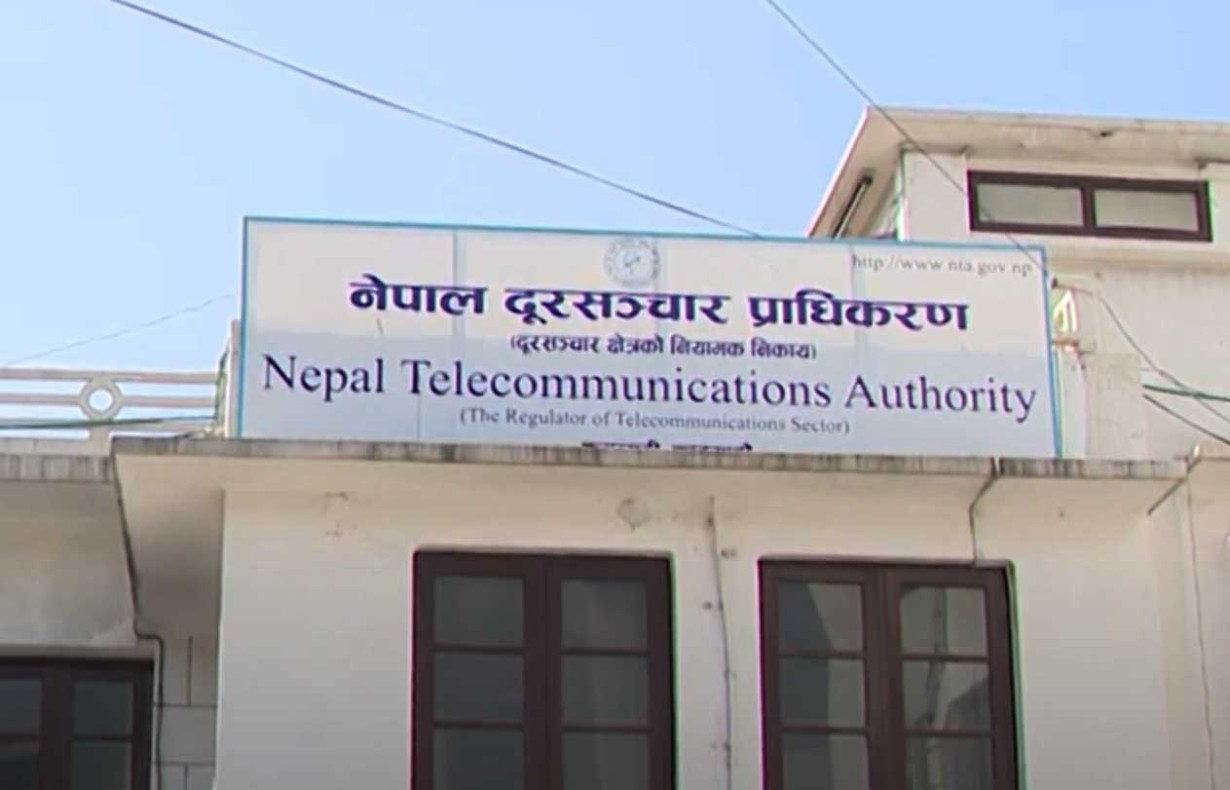 http://www.nta.gov.np
नेपाल दूरसञ्चार प्राधिकरण
(दूरसञ्चार क्षेत्रको नियामक निकाय)
Nepal Telecommunications Authority
(The Regulator of Telecommunications Sector)